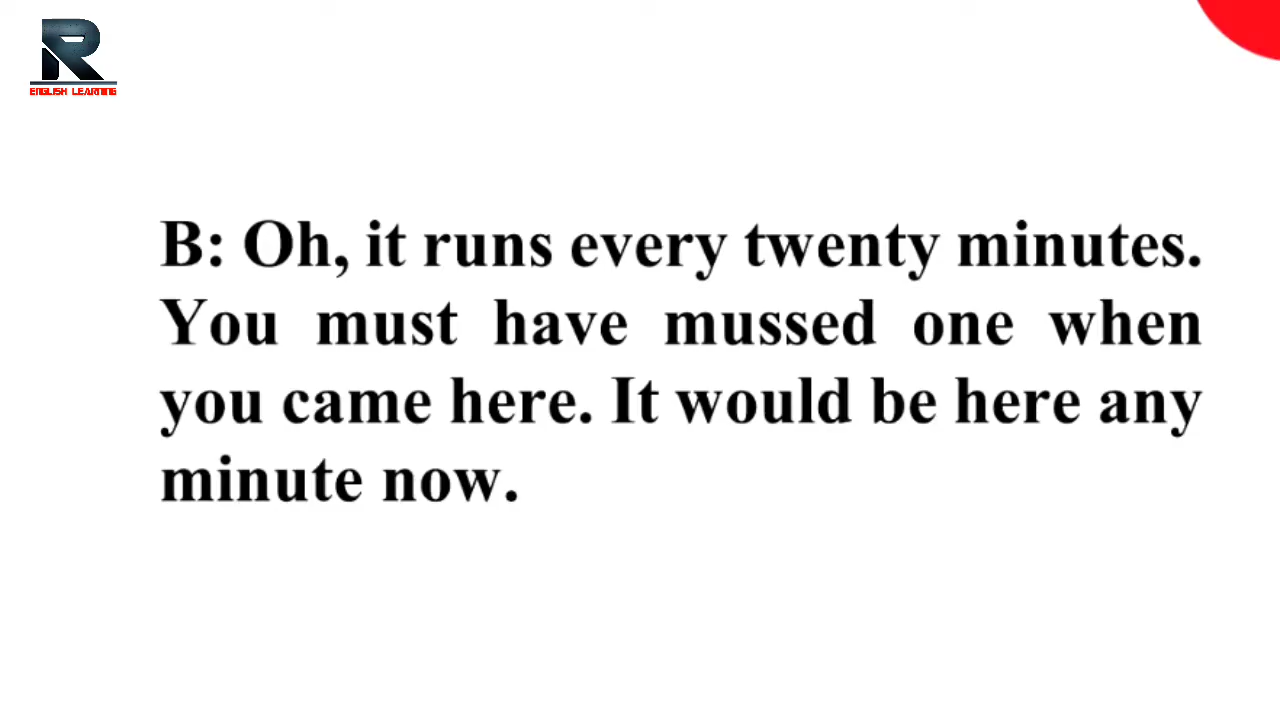 R
ENGLISH LEARNING
B: Oh, it runs every twenty minutes.
You must have mussed one when
you came here. It would be here any
minute now.